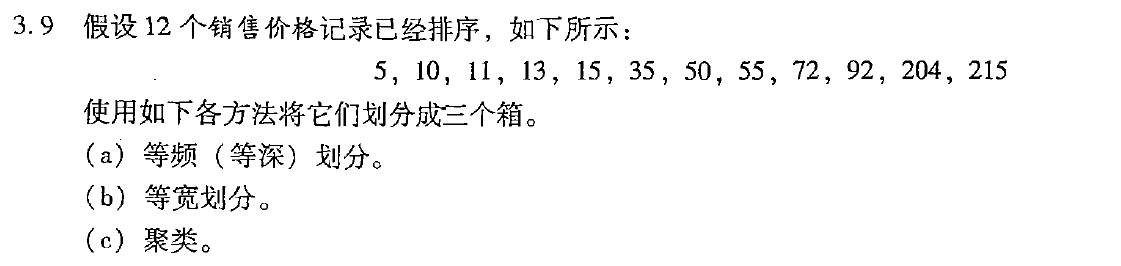 3.9 假设12个销售价格记录已经排序，如下所示：
5，10，11，13，15，35，50，55，72，92，204，215
使用如下各方法将它们划分成三个箱。
（a）等频（等深）划分。
（b）等宽划分。
（c）聚类。